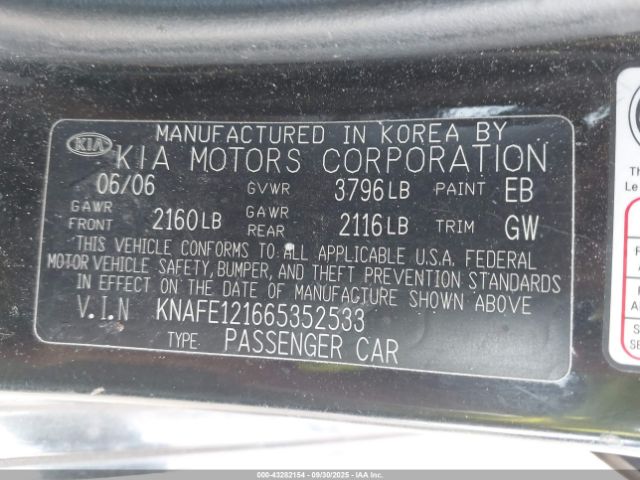 MANUFACTURED IN KOREA BY
KIA KIA MOTORS CORPORATION
06/06 GVWR 3796LB PAINT EB
GAWR FRONT 2160LB GAWR REAR 2116LB TRIM GW
THIS VEHICLE CONFORMS TO ALL APPLICABLE U.S.A. FEDERAL
MOTOR VEHICLE SAFETY, BUMPER, AND THEFT PREVENTION STANDARDS
IN EFFECT ON THE DATE OF MANUFACTURE SHOWN ABOVE
V.I.N KNAFE121665352533
TYPE: PASSENGER CAR
000-43282154 - 09/30/2025 - IAAI